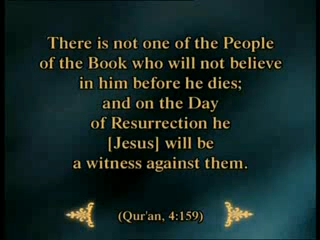 There is not one of the People
of the Book who will not believe
in him before he dies;
and on the Day
of Resurrection he
[Jesus] will be
a witness against them.
(Qur'an, 4:159)